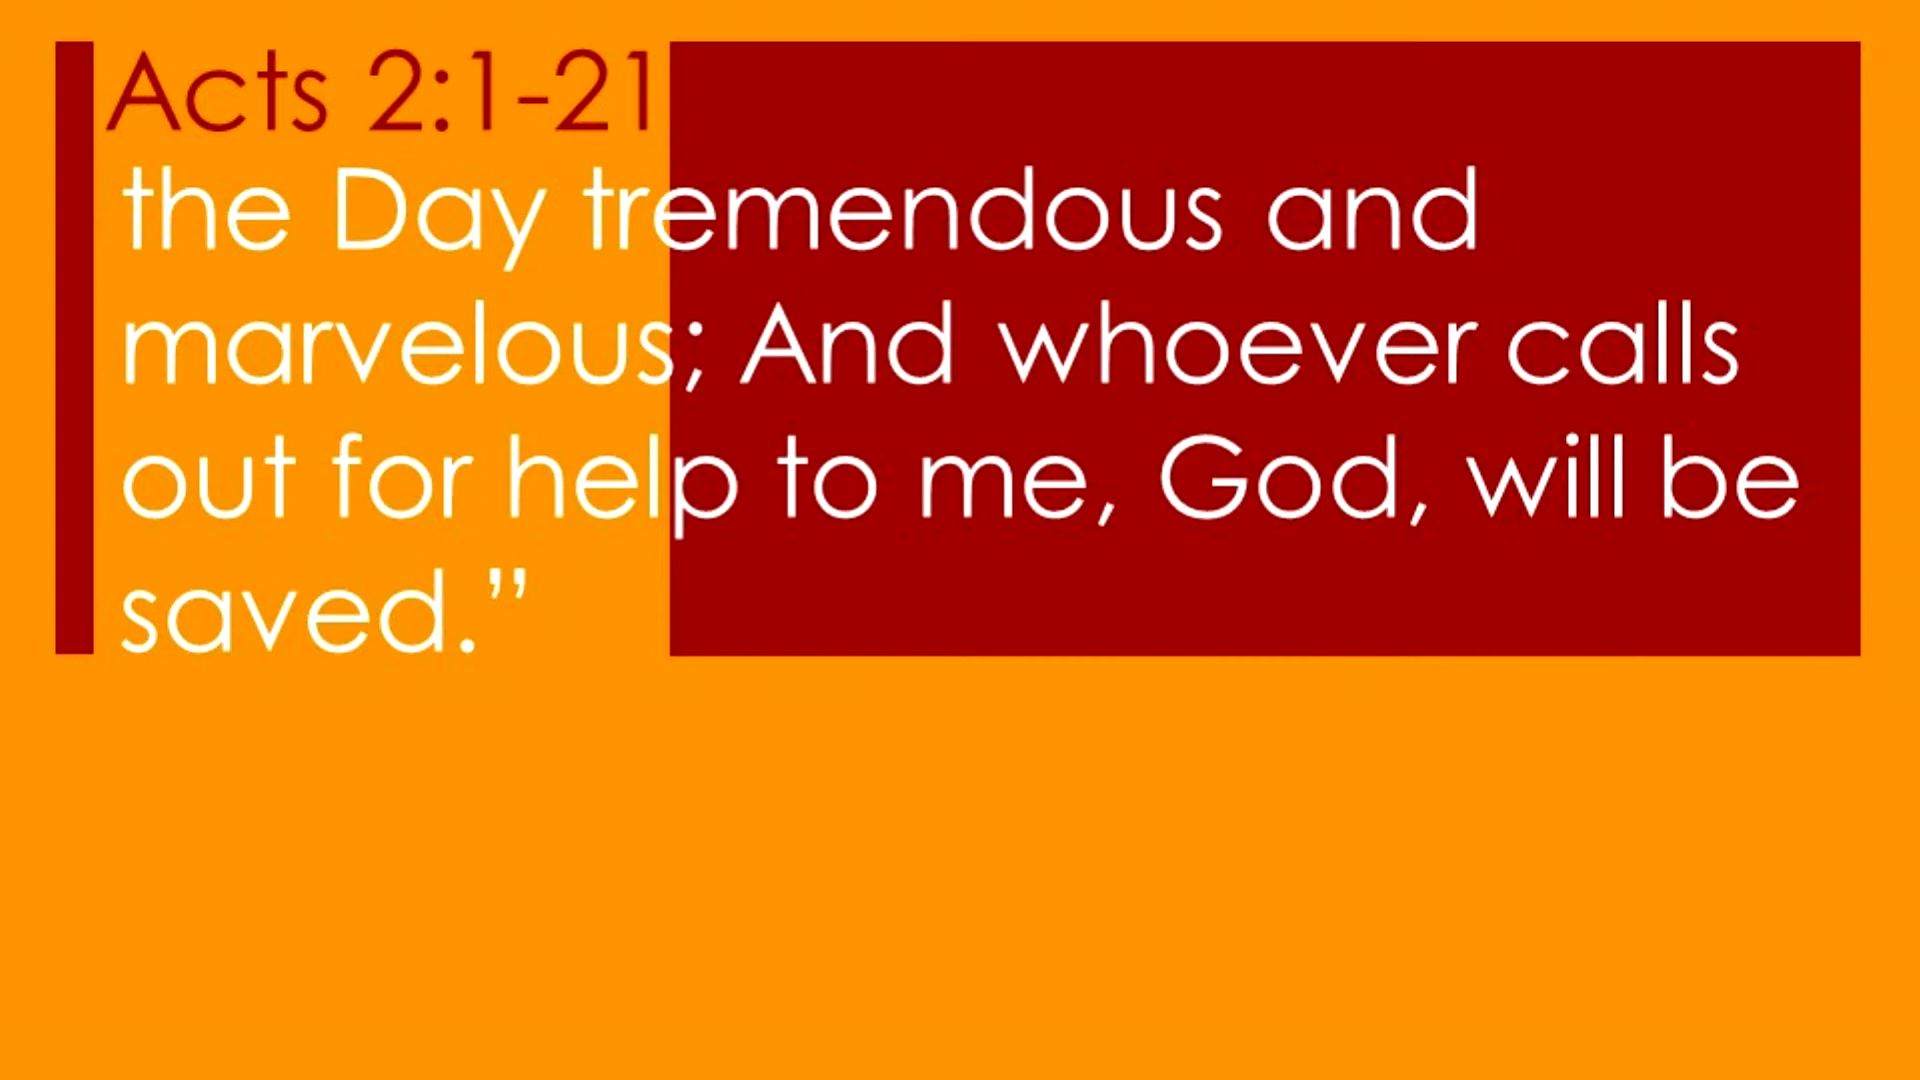 Acts 2:1-21
the Day tremendous and
marvelous; And whoever calls
out for help to me, God, will be
saved.”